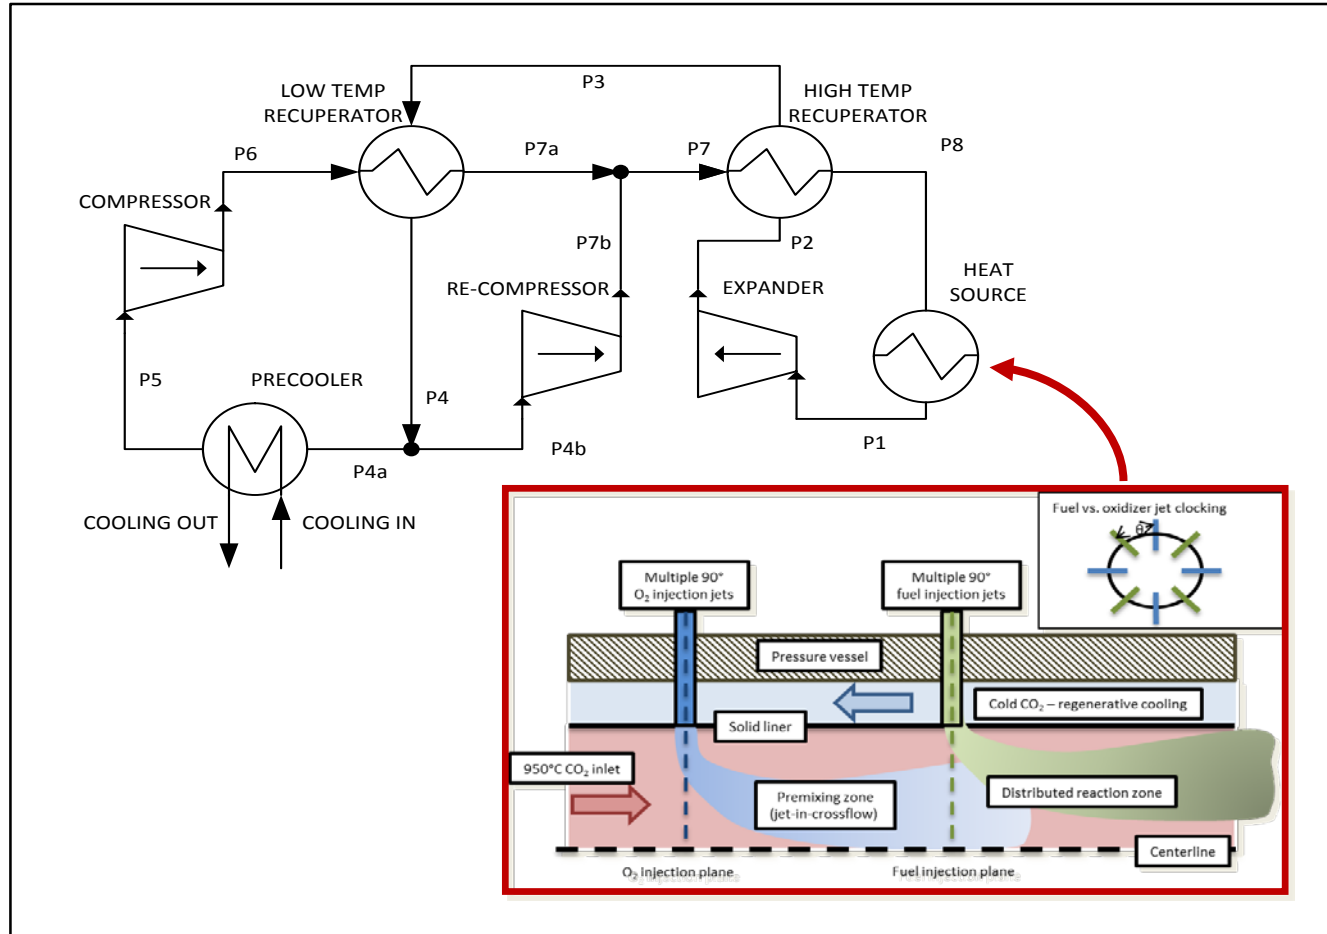 P3
LOW TEMP
RECUPERATOR
HIGH TEMP
RECUPERATOR
P6
P7a
P7
P8
COMPRESSOR
P7b
P2
RE-COMPRESSOR
EXPANDER
HEAT
SOURCE
P5
PRECOOLER
P4
P4a
P4b
P1
COOLING OUT
COOLING IN
Fuel vs. oxidizer jet clocking
θ
Multiple 90°
O₂ injection jets
Multiple 90°
fuel injection jets
Pressure vessel
Cold CO₂ – regenerative cooling
Solid liner
950°C CO₂ inlet
Premixing zone
(jet-in-crossflow)
Distributed reaction zone
Centerline
O₂ injection plane
Fuel injection plane